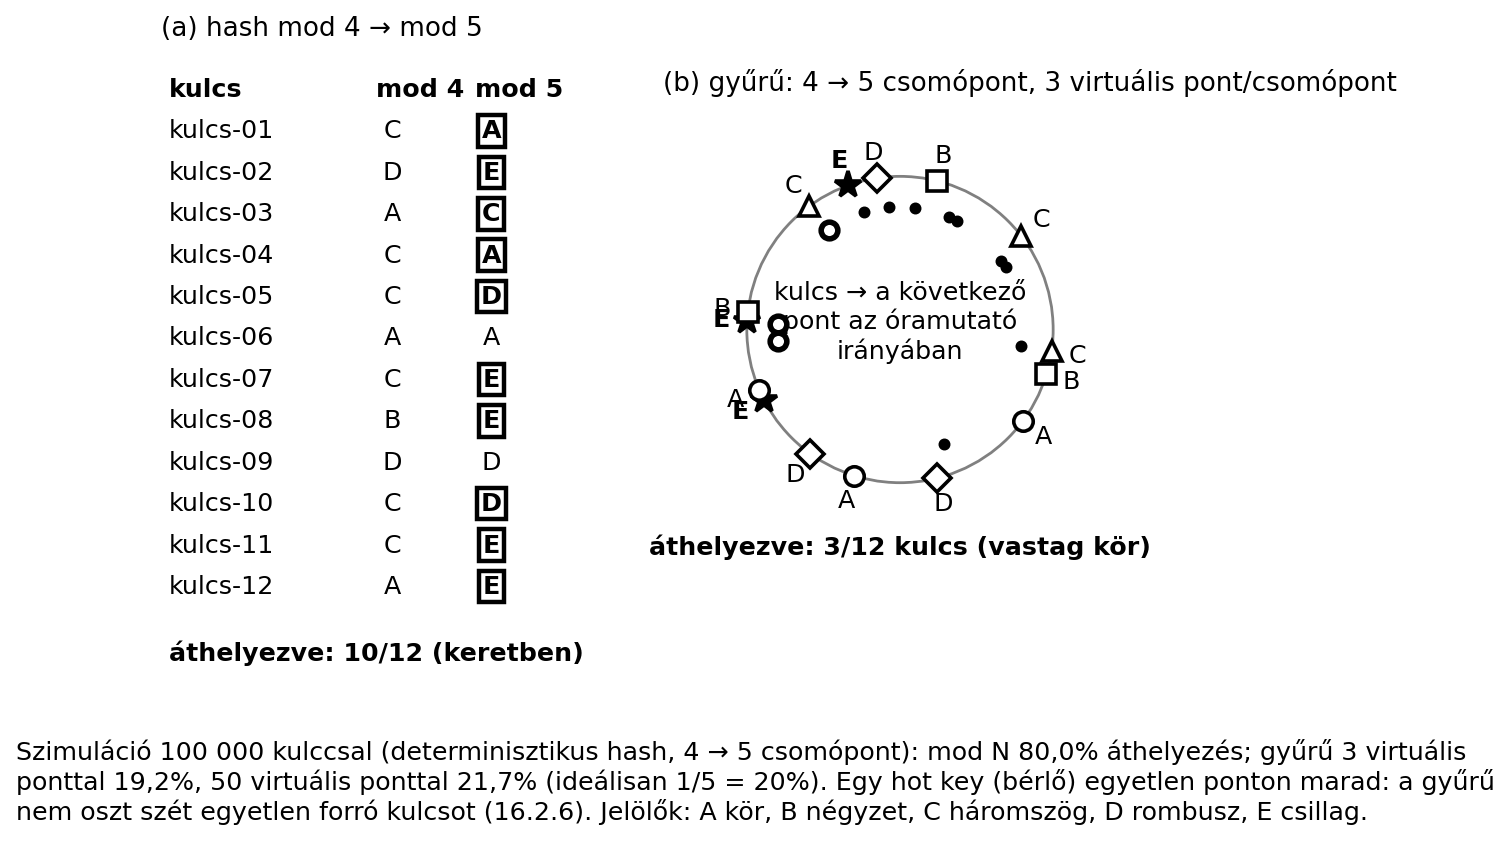 (a) hash mod 4 → mod 5
kulcs mod 4 mod 5
kulcs-01 C A
kulcs-02 D E
kulcs-03 A C
kulcs-04 C A
kulcs-05 C D
kulcs-06 A A
kulcs-07 C E
kulcs-08 B E
kulcs-09 D D
kulcs-10 C D
kulcs-11 C E
kulcs-12 A E
áthelyezve: 10/12 (keretben)
(b) gyűrű: 4 → 5 csomópont, 3 virtuális pont/csomópont
E D B
C C
kulcs → a következő
pont az óramutató
irányában
B
E
C
B
A
E
A
D
A
D
áthelyezve: 3/12 kulcs (vastag kör)
Szimuláció 100 000 kulccsal (determinisztikus hash, 4 → 5 csomópont): mod N 80,0% áthelyezés; gyűrű 3 virtuális
ponttal 19,2%, 50 virtuális ponttal 21,7% (ideálisan 1/5 = 20%). Egy hot key (bérlő) egyetlen ponton marad: a gyűrű
nem oszt szét egyetlen forró kulcsot (16.2.6). Jelölők: A kör, B négyzet, C háromszög, D rombusz, E csillag.